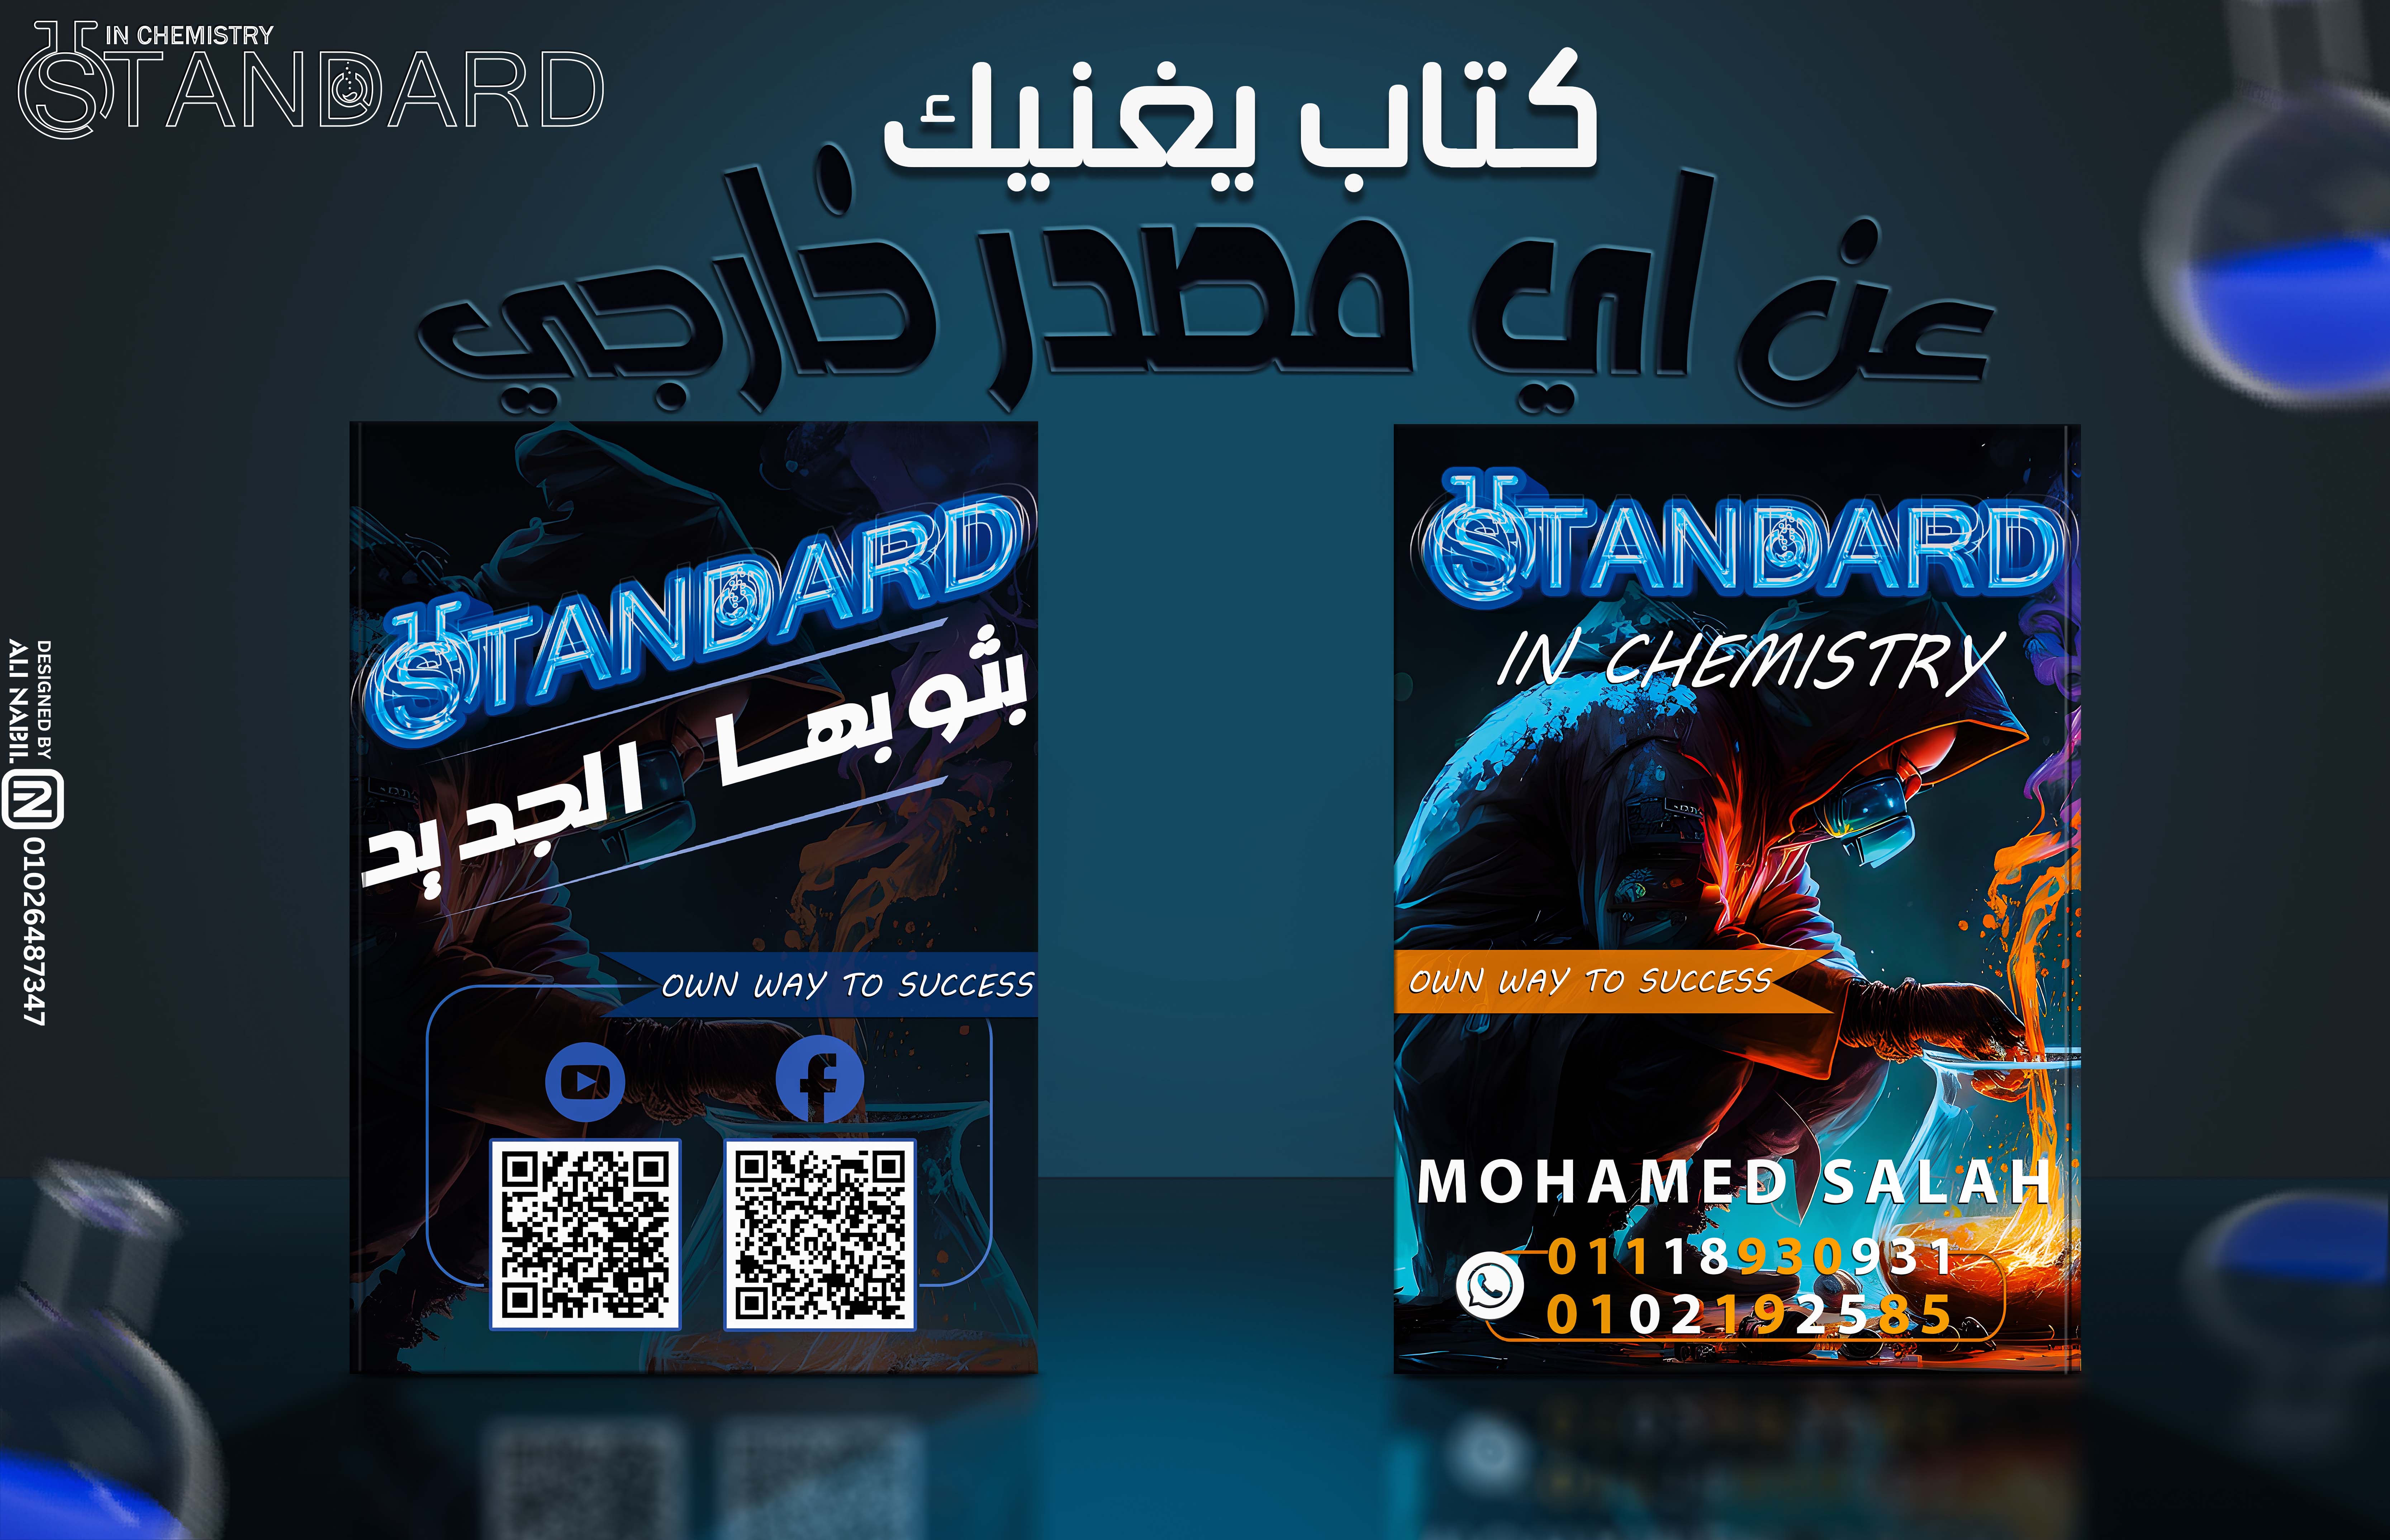 IN CHEMISTRY
STANDARD
كتاب يغنيك
عن اي مصدر خارجي
STANDARD
بثوبها الجديد
OWN WAY TO SUCCESS
STANDARD
IN CHEMISTRY
OWN WAY TO SUCCESS
MOHAMED SALAH
01118930931
0102192585
DESIGNED BY
ALI NABIL
01026487347